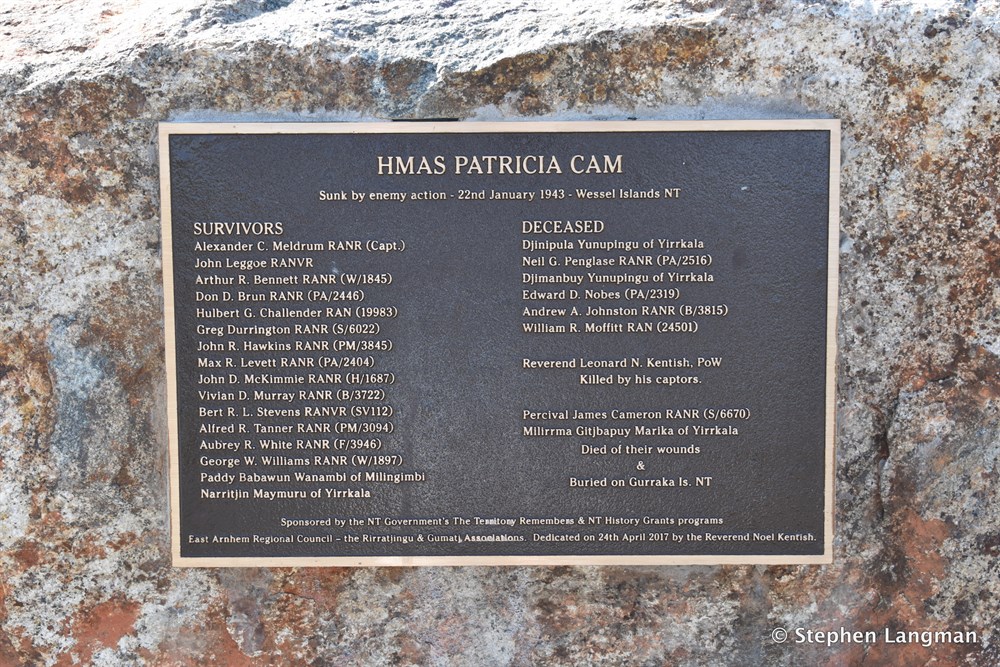 HMAS PATRICIA CAM
Sunk by enemy action - 22nd January 1943 - Wessel Islands NT
SURVIVORS
Alexander C. Meldrum RANR (Capt.)
John Leggoe RANVR
Arthur R. Bennett RANR (W/1845)
Don D. Brun RANR (PA/2446)
Hulbert G. Challender RAN (19983)
Greg Durrington RANR (S/6022)
John R. Hawkins RANR (PM/3845)
Max R. Levett RANR (PA/2404)
John D. McKimmie RANR (H/1687)
Vivian D. Murray RANR (B/3722)
Bert R. L. Stevens RANVR (SV112)
Alfred R. Tanner RANR (PM/3094)
Aubrey R. White RANR (F/3946)
George W. Williams RANR (W/1897)
Paddy Babawun Wanambi of Milingimbi
Narritjin Maymuru of Yirrkala
DECEASED
Djinipula Yunupingu of Yirrkala
Neil G. Penglase RANR (PA/2516)
Djimanbuy Yunupingu of Yirrkala
Edward D. Nobes (PA/2319)
Andrew A. Johnston RANR (B/3815)
William R. Moffitt RAN (24501)
Reverend Leonard N. Kentish, PoW
Killed by his captors.
Percival James Cameron RANR (S/6670)
Milirrma Gitjbapuy Marika of Yirrkala
Died of their wounds
&
Buried on Gurraka Is. NT
Sponsored by the NT Government's The Territory Remembers & NT History Grants programs
East Arnhem Regional Council – the Rirratjingu & Gumatj Associations. Dedicated on 24th April 2017 by the Reverend Noel Kentish.
© Stephen Langman